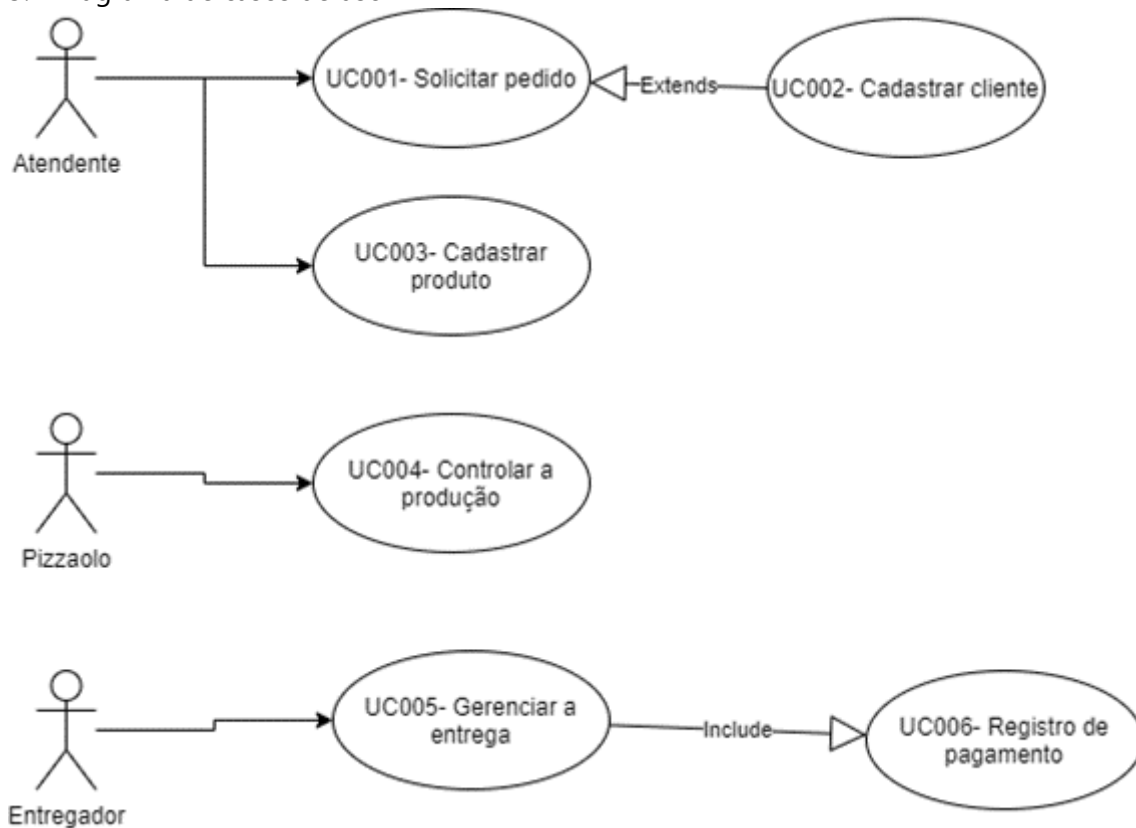 UC001- Solicitar pedido
Extends
UC002- Cadastrar cliente
Atendente
UC003- Cadastrar
produto
UC004- Controlar a
produção
Pizzaolo
UC005- Gerenciar a
entrega
Include
UC006- Registro de
pagamento
Entregador